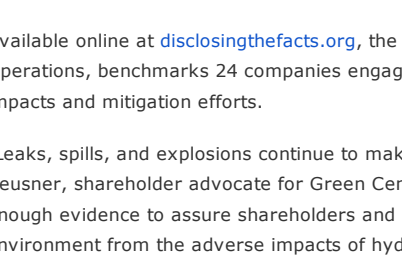 vailable online at disclosingthefacts.org, the
perations, benchmarks 24 companies engag
mpacts and mitigation efforts.
Leaks, spills, and explosions continue to mak
eusner, shareholder advocate for Green Cen
nough evidence to assure shareholders and
nvironment from the adverse impacts of hyd